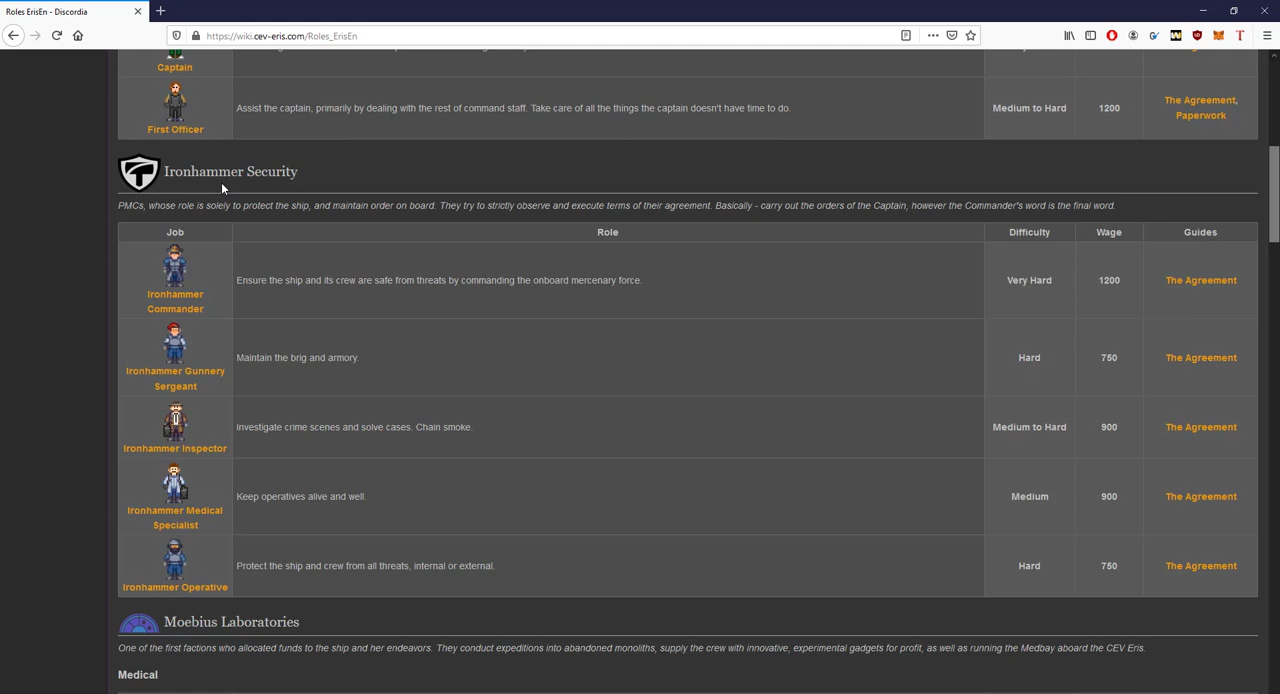 Roles ErisEn - Discordia
https://wiki.cev-eris.com/Roles_ErisEn
Captain
First Officer
Assist the captain, primarily by dealing with the rest of command staff. Take care of all the things the captain doesn't have time to do.
Medium to Hard
1200
The Agreement,
Paperwork
Ironhammer Security
PMCs, whose role is solely to protect the ship, and maintain order on board. They try to strictly observe and execute terms of their agreement. Basically - carry out the orders of the Captain, however the Commander's word is the final word.
Job Role Difficulty Wage Guides
Ironhammer
Commander
Ensure the ship and its crew are safe from threats by commanding the onboard mercenary force.
Very Hard
1200
The Agreement
Ironhammer Gunnery
Sergeant
Maintain the brig and armory.
Hard
750
The Agreement
Ironhammer Inspector
Investigate crime scenes and solve cases. Chain smoke.
Medium to Hard
900
The Agreement
Ironhammer Medical
Specialist
Keep operatives alive and well.
Medium
900
The Agreement
Ironhammer Operative
Protect the ship and crew from all threats, internal or external.
Hard
750
The Agreement
Moebius Laboratories
One of the first factions who allocated funds to the ship and her endeavors. They conduct expeditions into abandoned monoliths, supply the crew with innovative, experimental gadgets for profit, as well as running the Medbay aboard the CEV Eris.
Medical